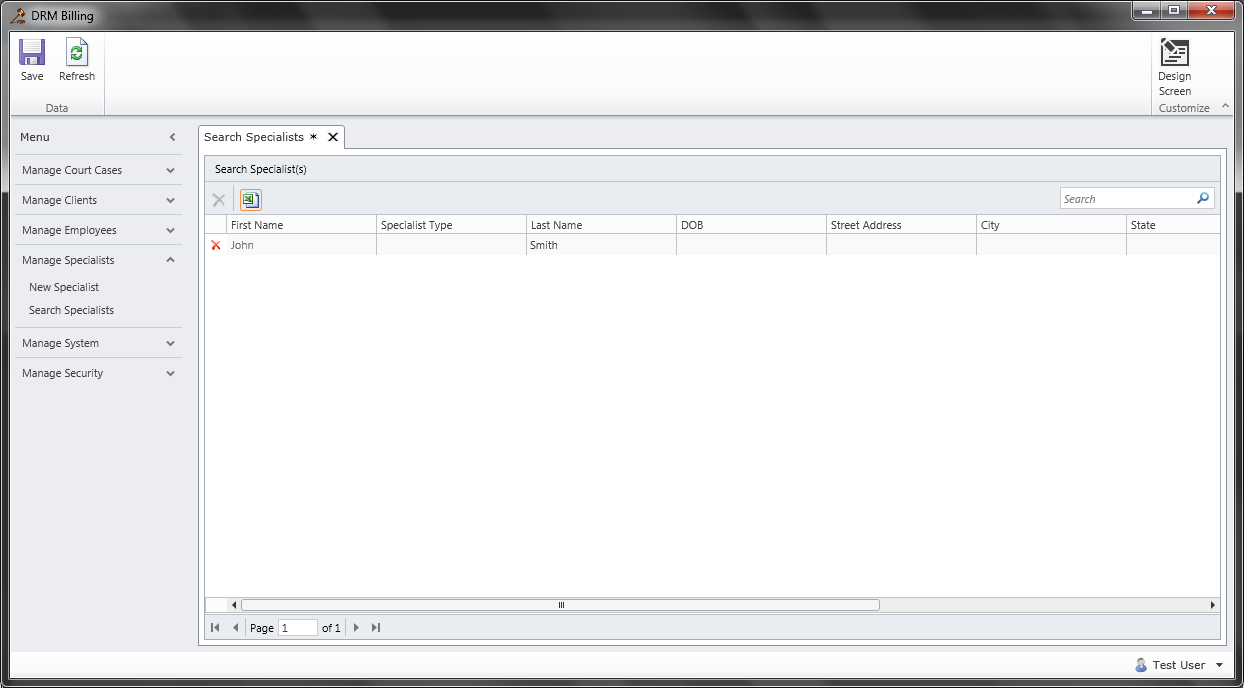 DRM Billing
Save
Refresh
Data
Design
Screen
Customize
Menu
Manage Court Cases
Manage Clients
Manage Employees
Manage Specialists
New Specialist
Search Specialists
Manage System
Manage Security
Search Specialists *
Search Specialist(s)
Search
First Name Specialist Type Last Name DOB Street Address City State
John Smith
Page 1 of 1
Test User